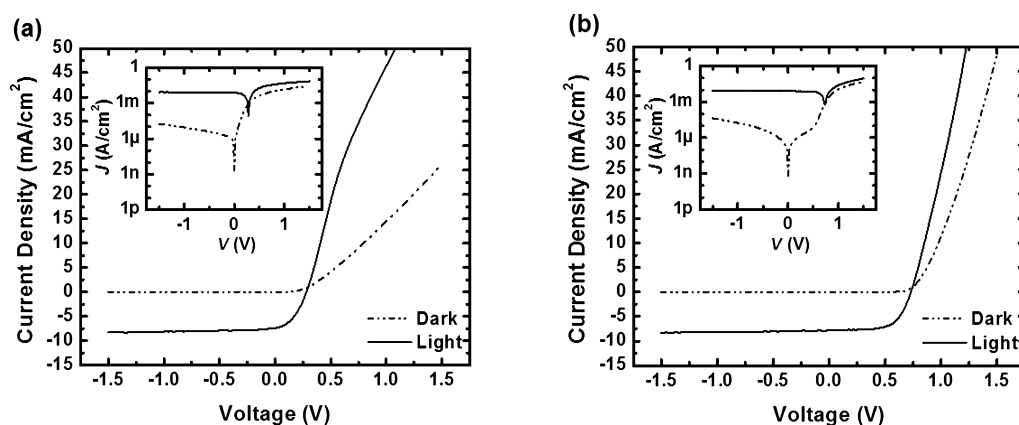 (a)
50
45
40
35
30
25
20
15
10
5
0
-5
-10
-15
Current Density (mA/cm²)
-1.5 -1.0 -0.5 0.0 0.5 1.0 1.5
Voltage (V)
Dark
Light
1
1m
1μ
1n
1p
J (A/cm²)
-1 0 1
V (V)
(b)
50
45
40
35
30
25
20
15
10
5
0
-5
-10
-15
Current Density (mA/cm²)
-1.5 -1.0 -0.5 0.0 0.5 1.0 1.5
Voltage (V)
Dark
Light
1
1m
1μ
1n
1p
J (A/cm²)
-1 0 1
V (V)